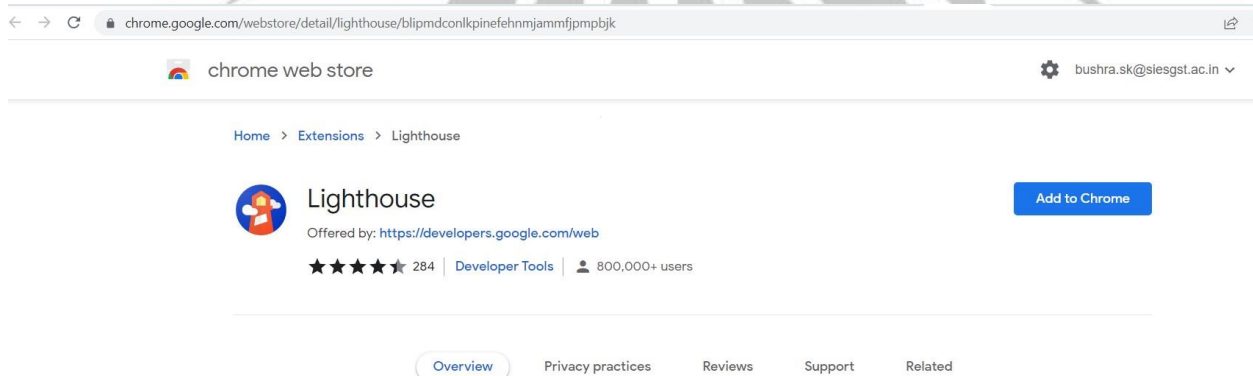 chrome.google.com/webstore/detail/lighthouse/blipmdconlkpinefehnmjammfjpmpbjk
chrome web store
bushra.sk@siesgst.ac.in
Home > Extensions > Lighthouse
Lighthouse
Add to Chrome
Offered by: https://developers.google.com/web
284 | Developer Tools | 800,000+ users
Overview Privacy practices Reviews Support Related